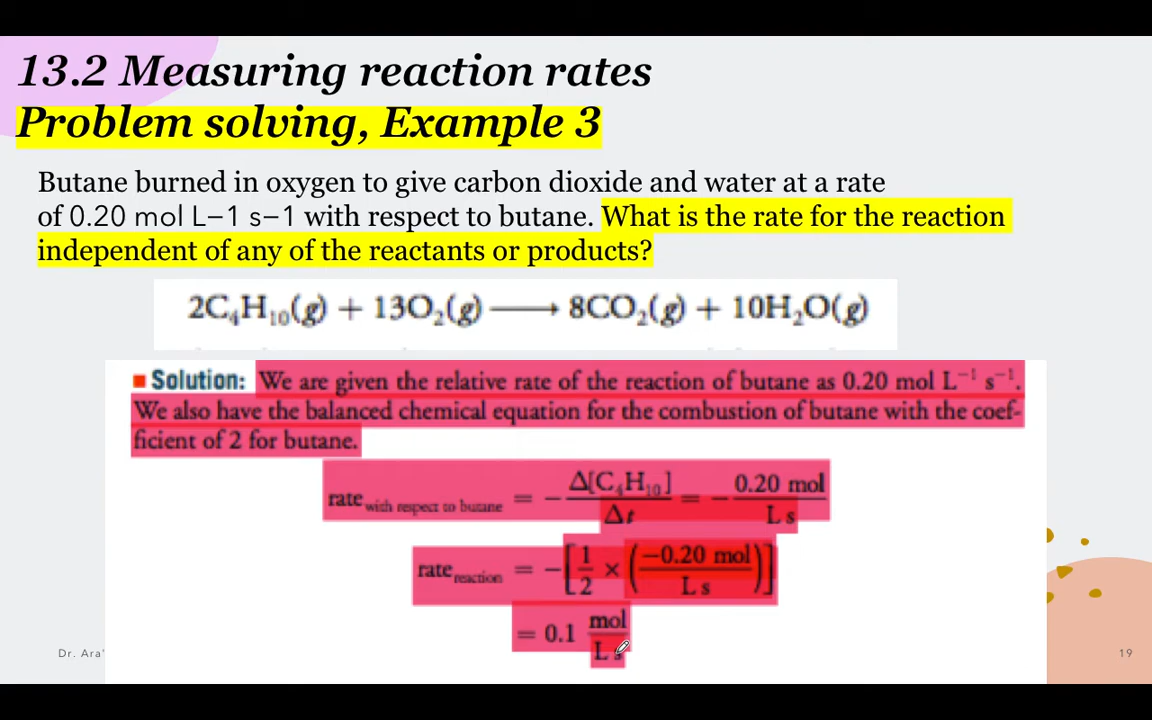 13.2 Measuring reaction rates
Problem solving, Example 3
Butane burned in oxygen to give carbon dioxide and water at a rate
of 0.20 mol L−1 s−1 with respect to butane. What is the rate for the reaction
independent of any of the reactants or products?
2C₄H₁₀(g) + 13O₂(g) ⟶ 8CO₂(g) + 10H₂O(g)
■ Solution: We are given the relative rate of the reaction of butane as 0.20 mol L⁻¹ s⁻¹.
We also have the balanced chemical equation for the combustion of butane with the coef-
ficient of 2 for butane.
rate with respect to butane = − Δ[C₄H₁₀] / Δt = − 0.20 mol / L s
rate reaction = −[1/2 × (−0.20 mol / L s)]
= 0.1 mol / L s
Dr. Ara'
19